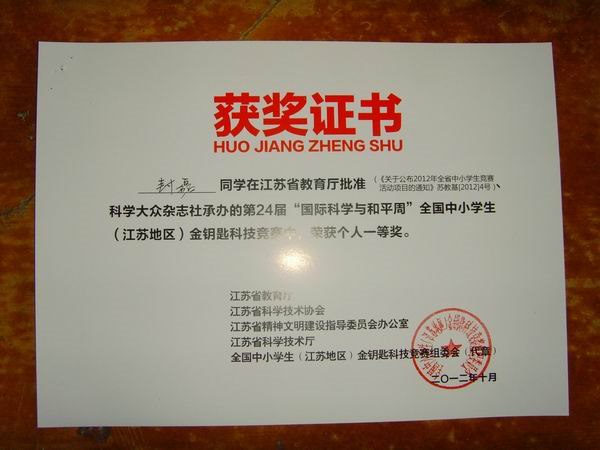 获奖证书
HUO JIANG ZHENG SHU
封嘉 同学在江苏省教育厅批准（《关于公布2012年全省中小学生竞赛活动项目的通知》苏教基[2012]4号）、
科学大众杂志社承办的第24届“国际科学与和平周”全国中小学生
（江苏地区）金钥匙科技竞赛中，荣获个人一等奖。
江苏省教育厅
江苏省科学技术协会
江苏省精神文明建设指导委员会办公室
江苏省科学技术厅
全国中小学生（江苏地区）金钥匙科技竞赛组委会（代章）
二〇一二年十月